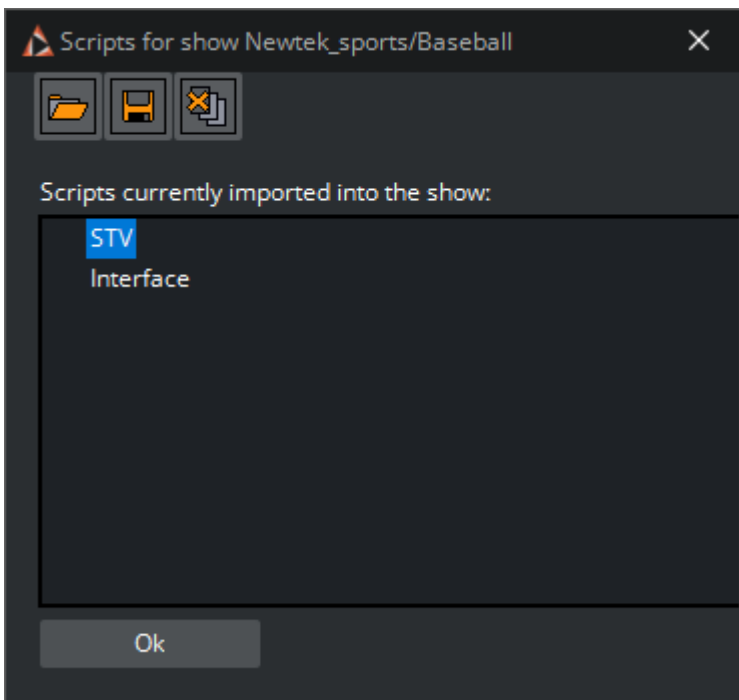 Scripts for show Newtek_sports/Baseball
Scripts currently imported into the show:
STV
Interface
Ok